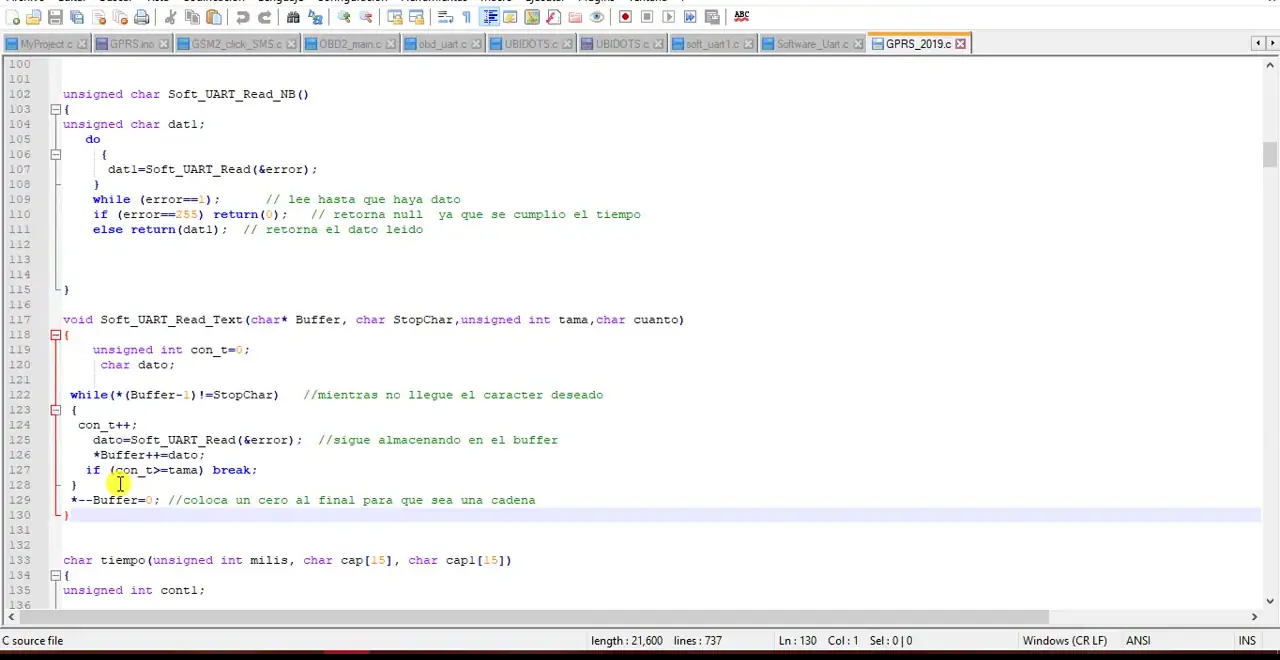 MyProject.c GPRS.ino GSM2_click_SMS.c OBD2_main.c obd_uart.c UBIDOTS.c UBIDOTS.c soft_uart1.c Software_Uart.c GPRS_2019.c
100
101
102 unsigned char Soft_UART_Read_NB()
103 {
104 unsigned char dat1;
105 do
106 {
107 dat1=Soft_UART_Read(&error);
108 }
109 while (error==1); // lee hasta que haya dato
110 if (error==255) return(0); // retorna null ya que se cumplio el tiempo
111 else return(dat1); // retorna el dato leido
112
113
114
115 }
116
117 void Soft_UART_Read_Text(char* Buffer, char StopChar,unsigned int tama,char cuanto)
118 {
119 unsigned int con_t=0;
120 char dato;
121
122 while(*(Buffer-1)!=StopChar) //mientras no llegue el caracter deseado
123 {
124 con_t++;
125 dato=Soft_UART_Read(&error); //sigue almacenando en el buffer
126 *Buffer++=dato;
127 if (con_t>=tama) break;
128 }
129 *--Buffer=0; //coloca un cero al final para que sea una cadena
130 }
131
132
133 char tiempo(unsigned int milis, char cap[15], char cap1[15])
134 {
135 unsigned int cont1;
136
C source file length : 21,600 lines : 737 Ln : 130 Col : 1 Sel : 0 | 0 Windows (CR LF) ANSI INS